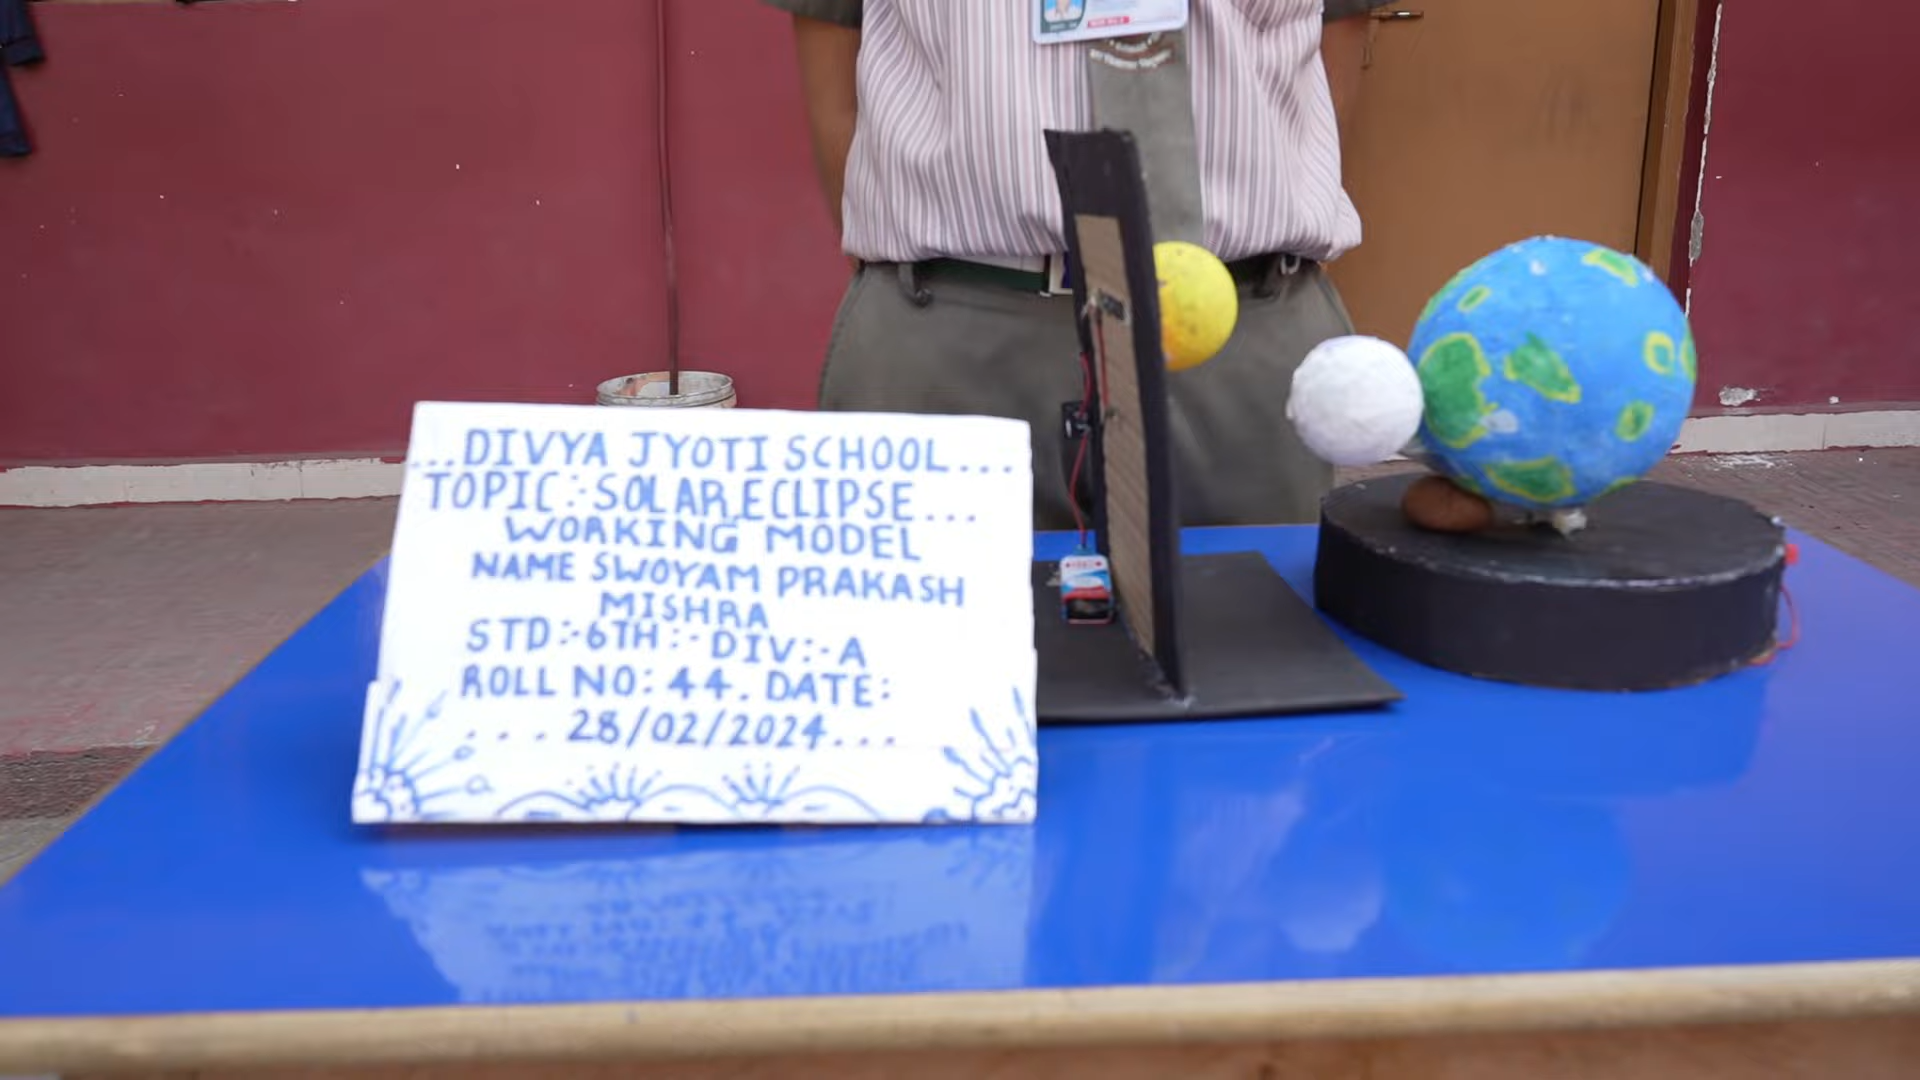 ...DIVYA JYOTI SCHOOL...
TOPIC:-SOLAR ECLIPSE...
WORKING MODEL
NAME SWOYAM PRAKASH
MISHRA
STD:-6TH:-DIV:-A
ROLL NO: 44. DATE:
...28/02/2024...